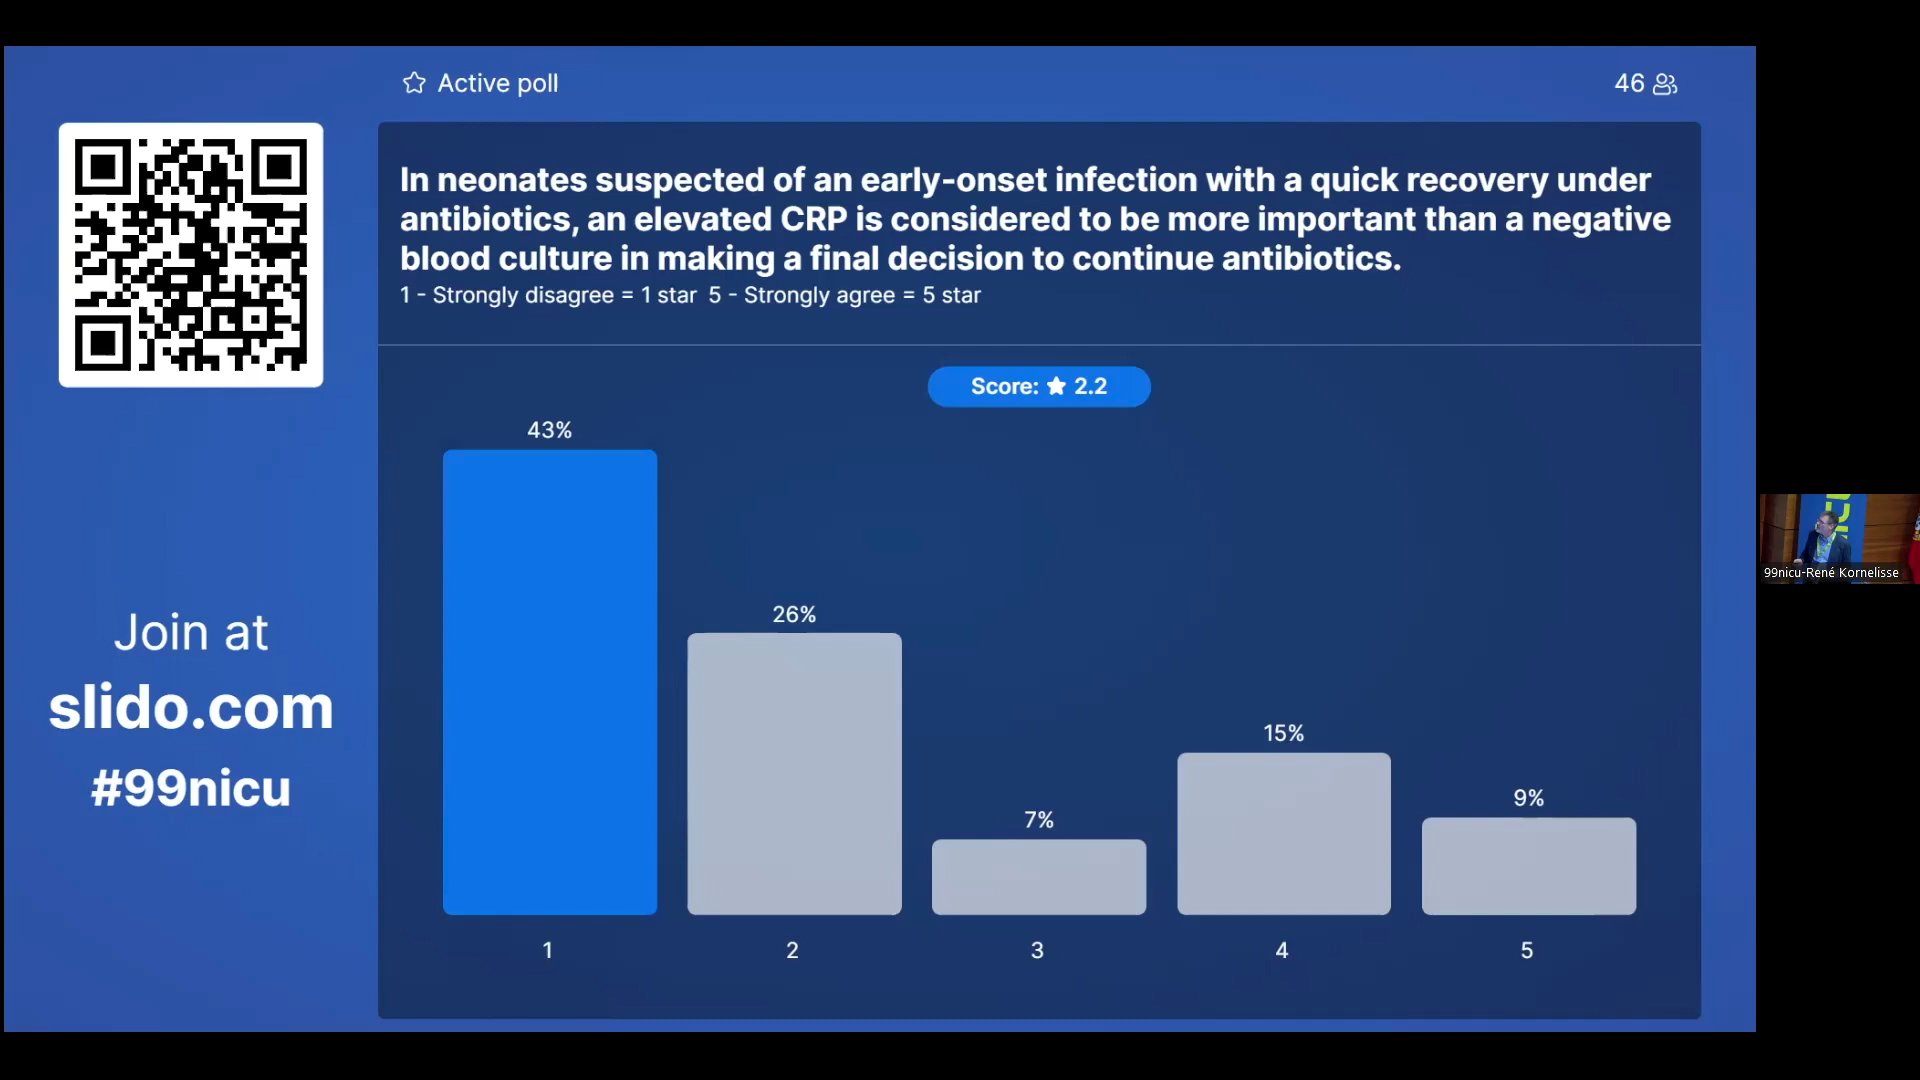 Active poll
46
In neonates suspected of an early-onset infection with a quick recovery under
antibiotics, an elevated CRP is considered to be more important than a negative
blood culture in making a final decision to continue antibiotics.
1 - Strongly disagree = 1 star 5 - Strongly agree = 5 star
Score: ★ 2.2
43%
26%
7%
15%
9%
1
2
3
4
5
Join at
slido.com
#99nicu
99nicu-René Kornelisse